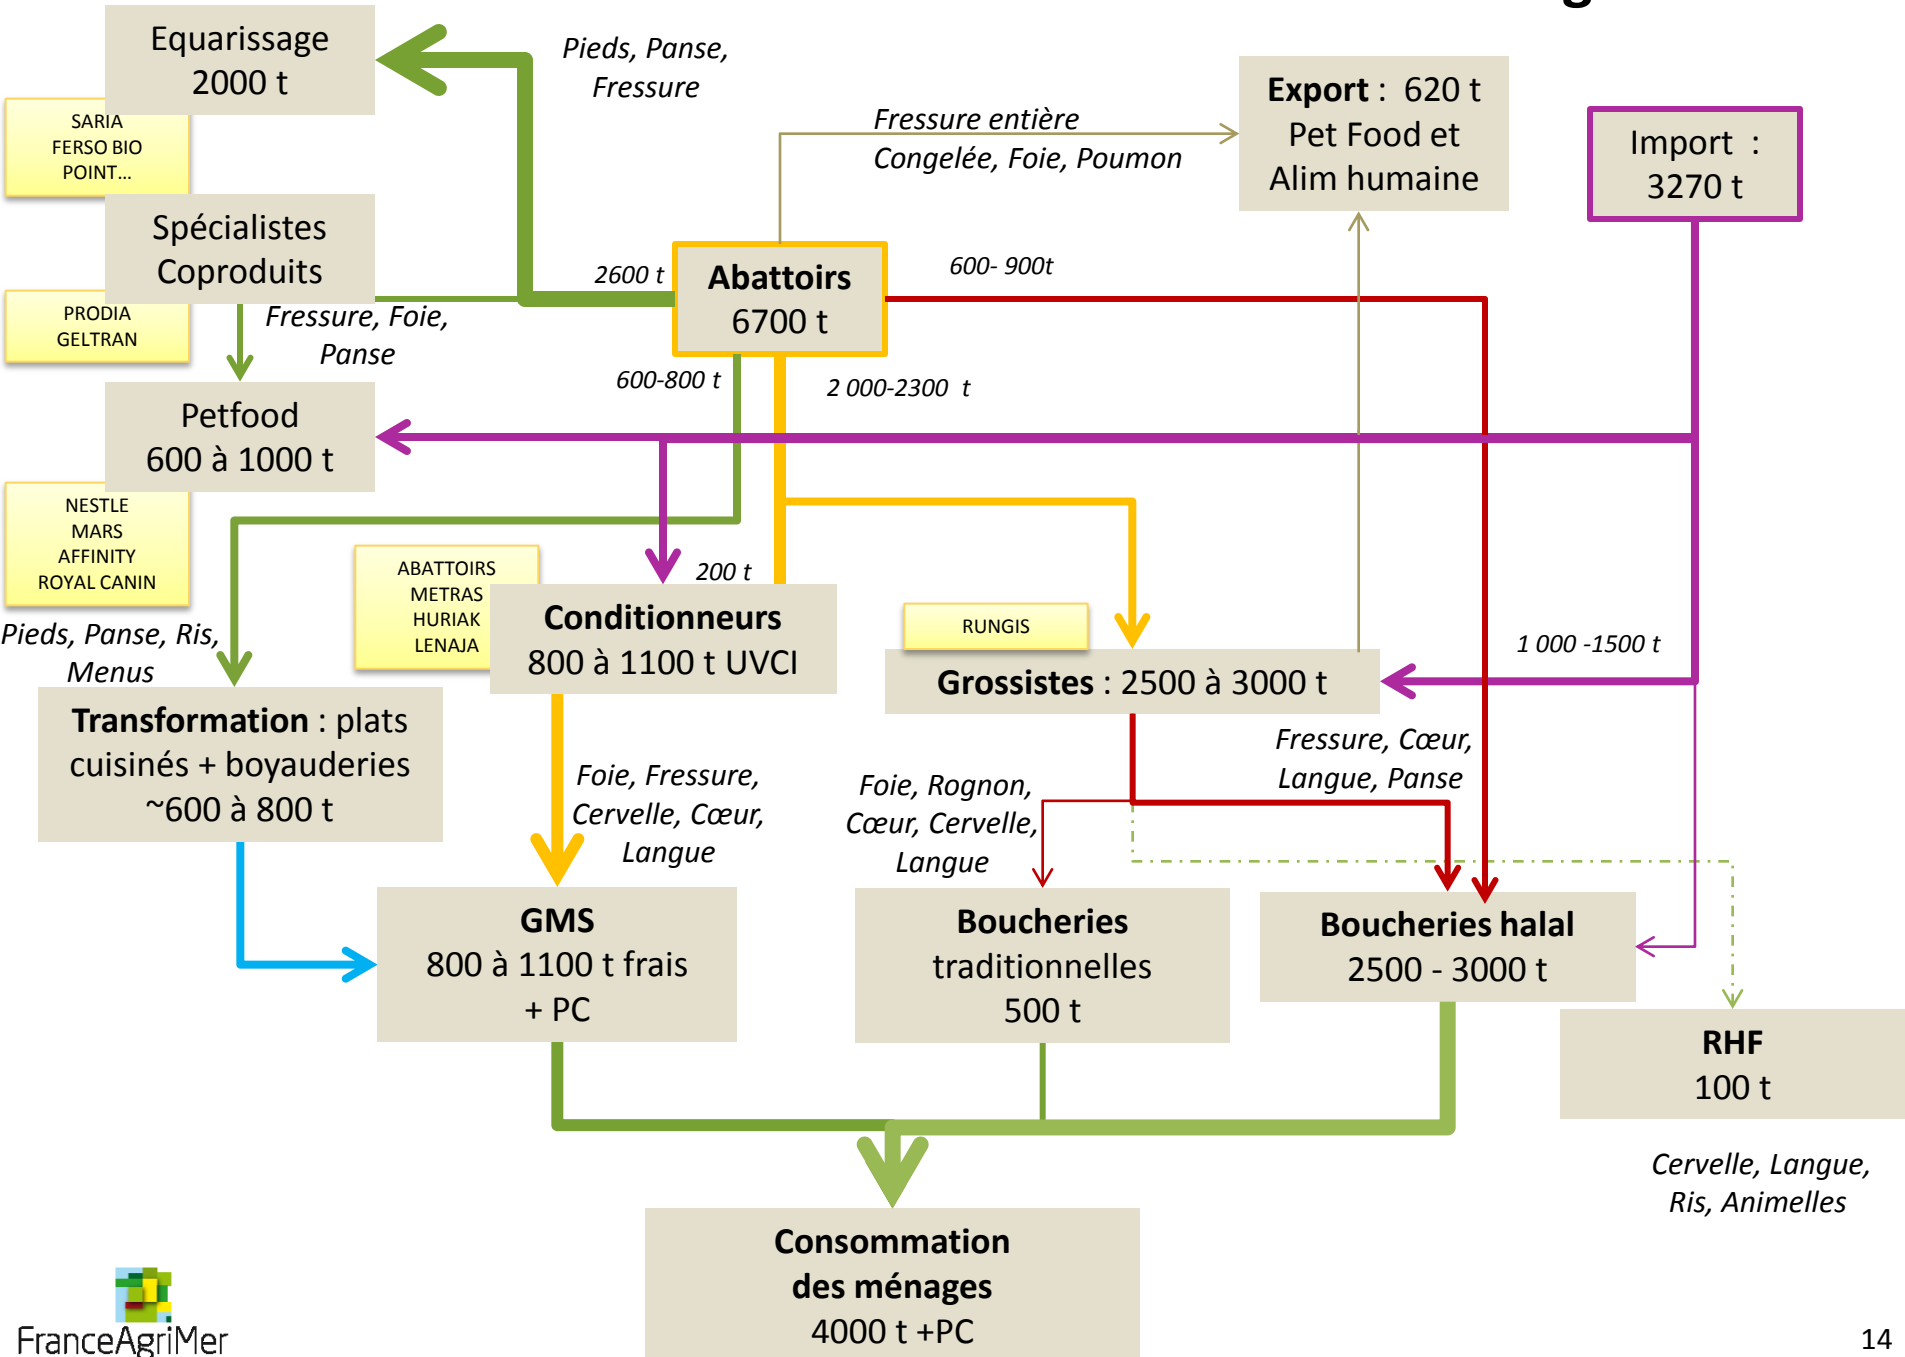 Equarissage
2000 t
Pieds, Panse,
Fressure
SARIA
FERSO BIO
POINT...
Fressure entière
Congelée, Foie, Poumon
Export : 620 t
Pet Food et
Alim humaine
Import :
3270 t
Spécialistes
Coproduits
2600 t
Abattoirs
6700 t
600- 900t
PRODIA
GELTRAN
Fressure, Foie,
Panse
600-800 t
2 000-2300 t
Petfood
600 à 1000 t
NESTLE
MARS
AFFINITY
ROYAL CANIN
ABATTOIRS
METRAS
HURIAK
LENAJA
200 t
Conditionneurs
800 à 1100 t UVCI
RUNGIS
1 000 -1500 t
Grossistes : 2500 à 3000 t
Pieds, Panse, Ris,
Menus
Transformation : plats
cuisinés + boyauderies
~600 à 800 t
Foie, Fressure,
Cervelle, Cœur,
Langue
Foie, Rognon,
Cœur, Cervelle,
Langue
Fressure, Cœur,
Langue, Panse
GMS
800 à 1100 t frais
+ PC
Boucheries
traditionnelles
500 t
Boucheries halal
2500 - 3000 t
RHF
100 t
Cervelle, Langue,
Ris, Animelles
Consommation
des ménages
4000 t +PC
FranceAgriMer
14